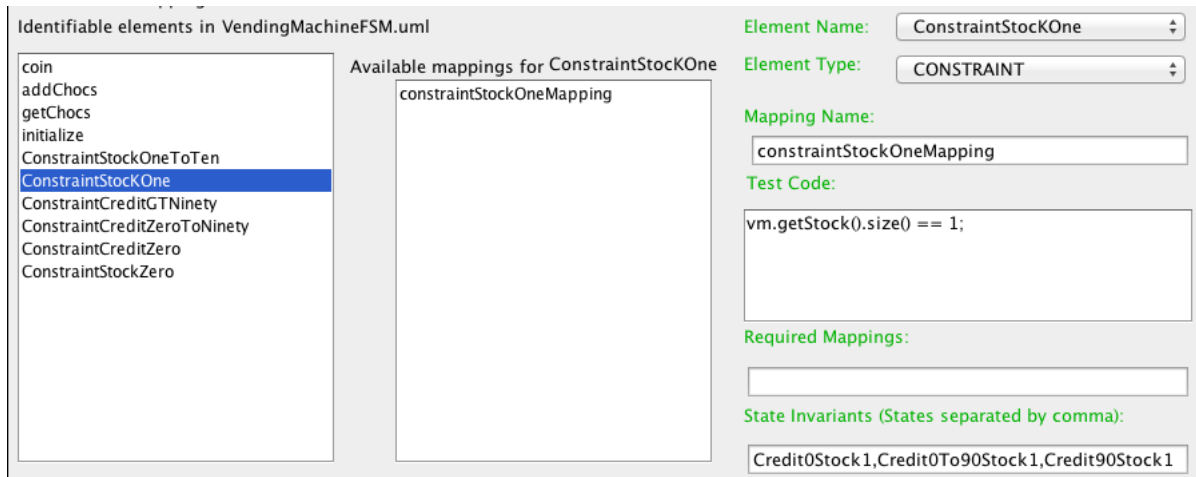 Identifiable elements in VendingMachineFSM.uml
coin
addChocs
getChocs
initialize
ConstraintStockOneToTen
ConstraintStocKOne
ConstraintCreditGTNinety
ConstraintCreditZeroToNinety
ConstraintCreditZero
ConstraintStockZero
Available mappings for ConstraintStocKOne
constraintStockOneMapping
Element Name: ConstraintStocKOne
Element Type: CONSTRAINT
Mapping Name:
constraintStockOneMapping
Test Code:
vm.getStock().size() == 1;
Required Mappings:
State Invariants (States separated by comma):
Credit0Stock1,Credit0To90Stock1,Credit90Stock1